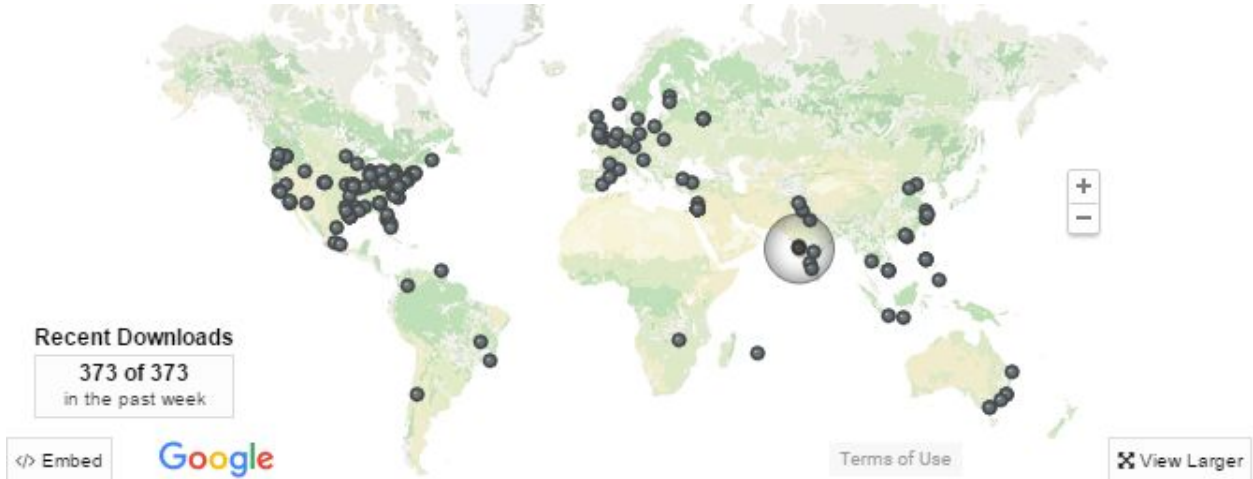 +
−
Recent Downloads
373 of 373
in the past week
</> Embed
Google
Terms of Use
View Larger